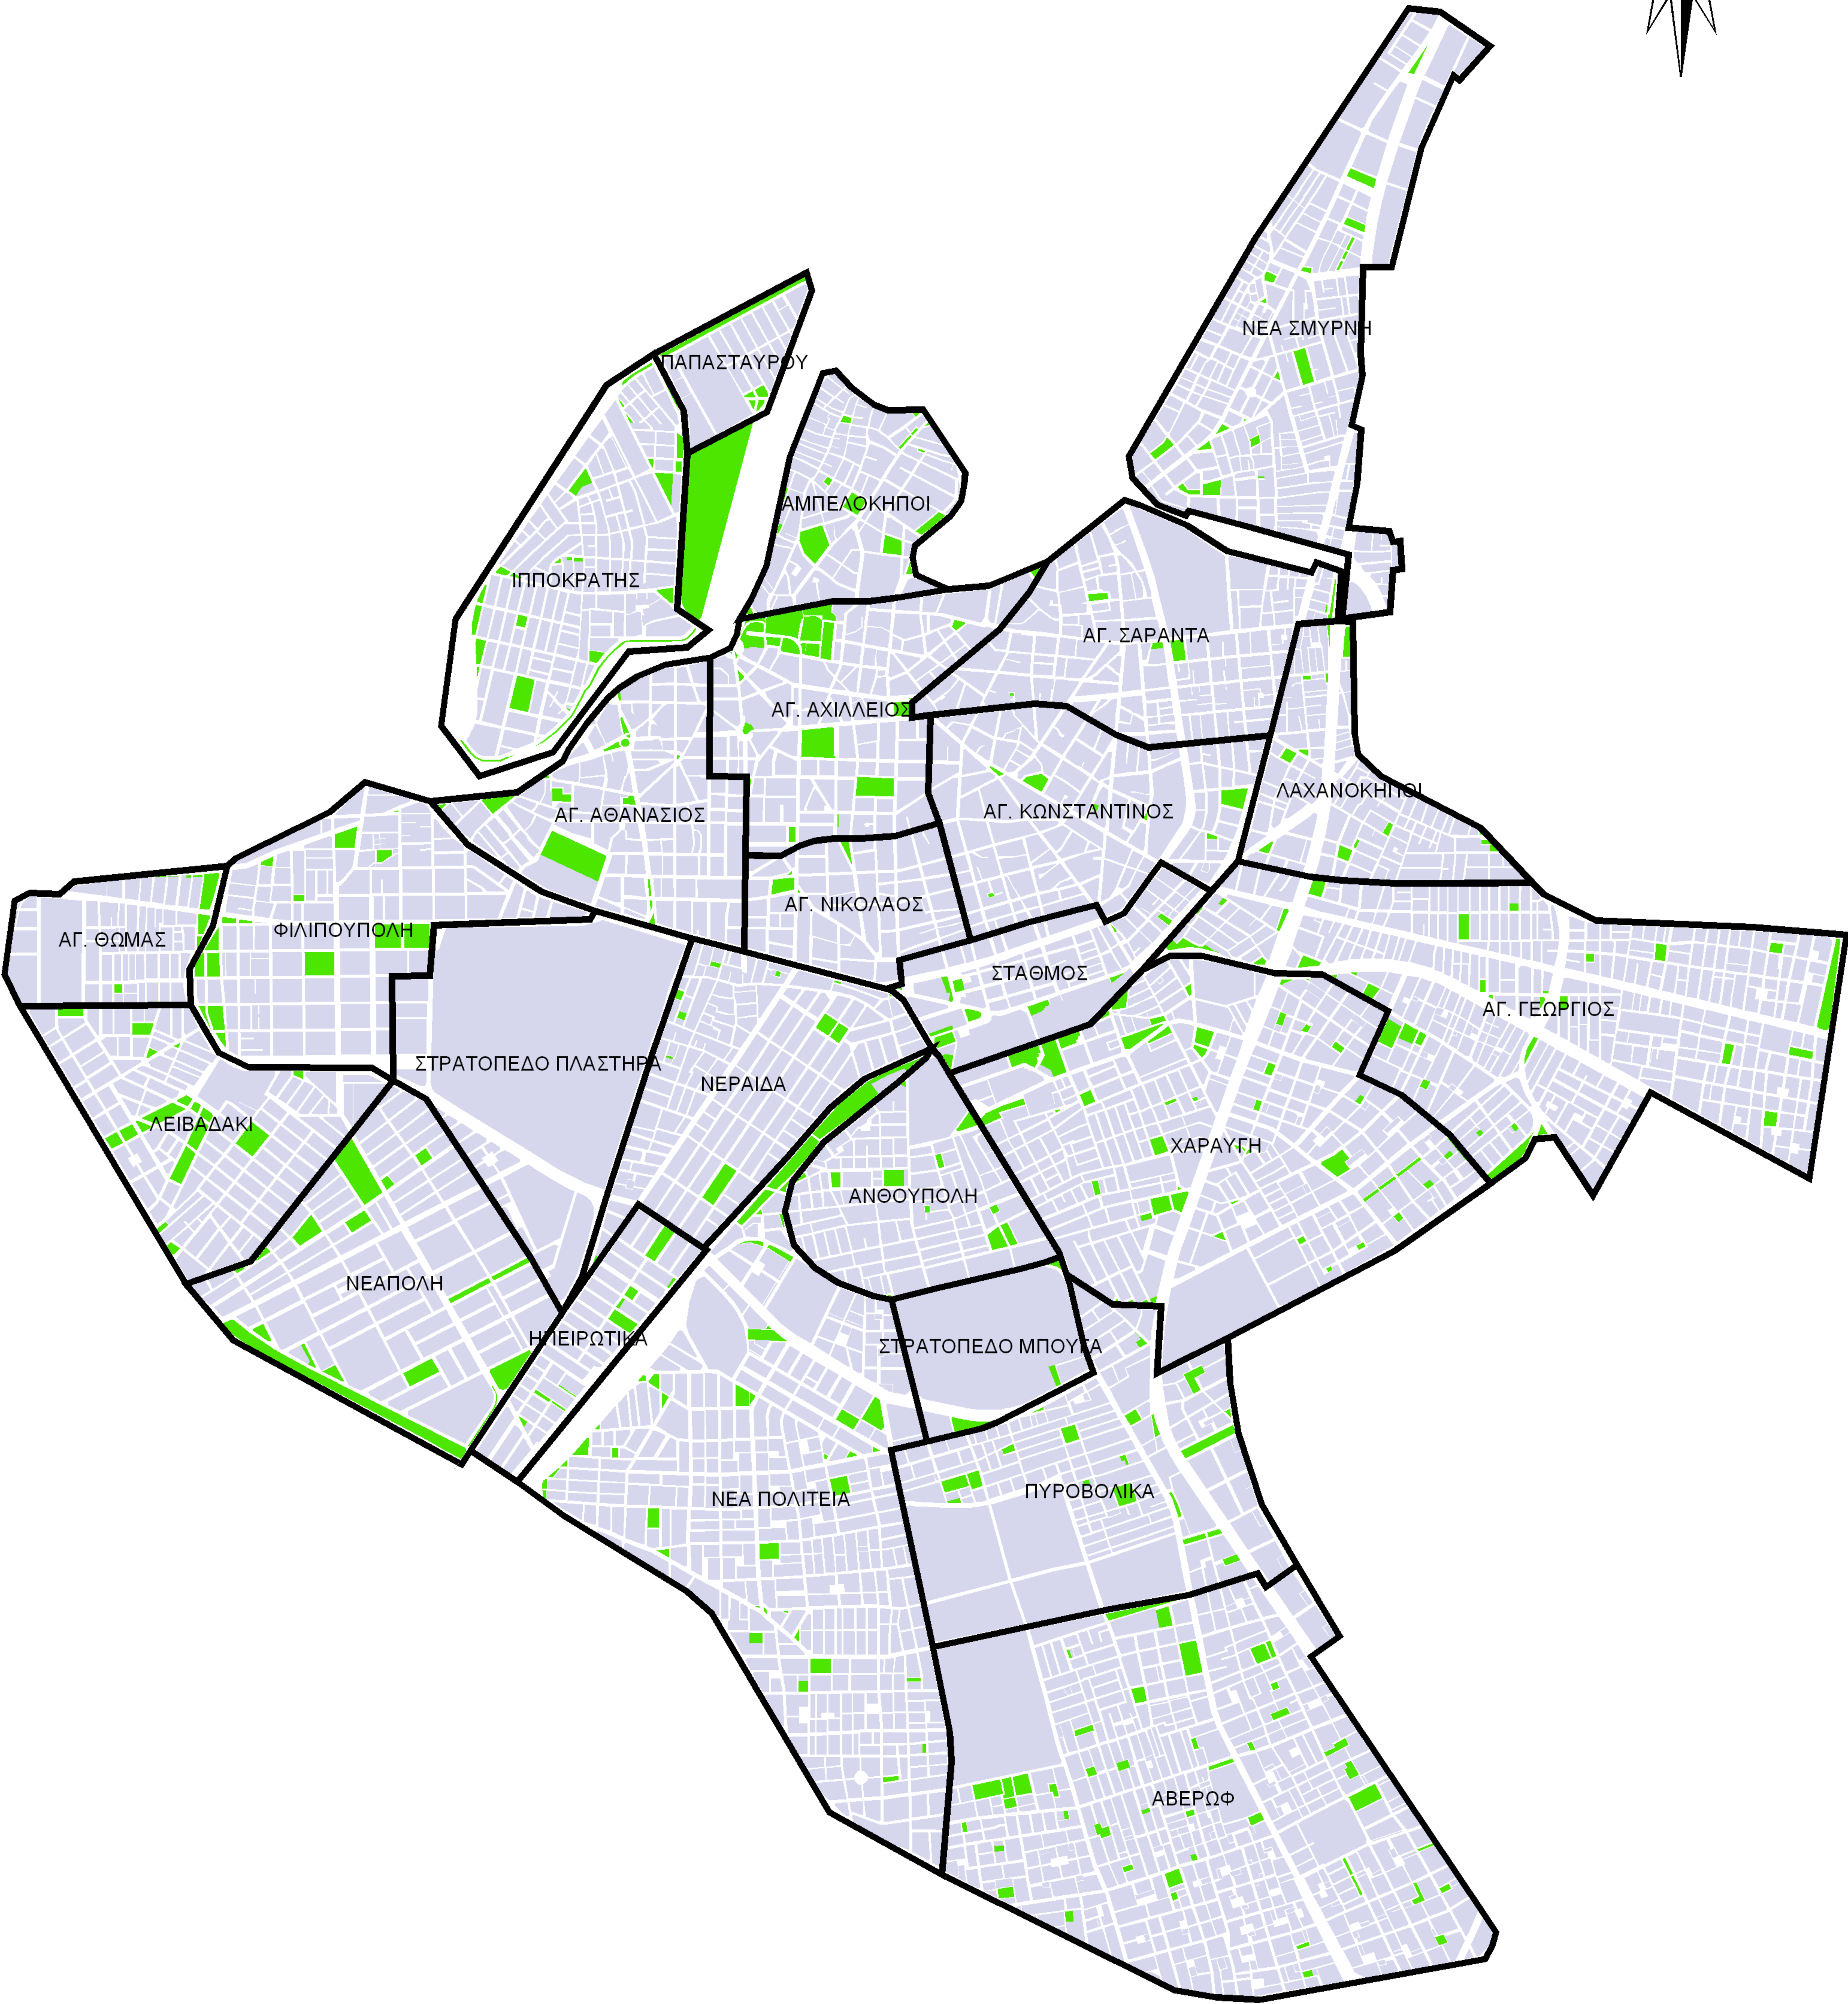 ΝΕΑ ΣΜΥΡΝΗ
ΠΑΠΑΣΤΑΥΡΟΥ
ΑΜΠΕΛΟΚΗΠΟΙ
ΙΠΠΟΚΡΑΤΗΣ
ΑΓ. ΣΑΡΑΝΤΑ
ΑΓ. ΑΧΙΛΛΕΙΟΣ
ΛΑΧΑΝΟΚΗΠΟΙ
ΑΓ. ΚΩΝΣΤΑΝΤΙΝΟΣ
ΑΓ. ΑΘΑΝΑΣΙΟΣ
ΑΓ. ΝΙΚΟΛΑΟΣ
ΦΙΛΙΠΟΥΠΟΛΗ
ΑΓ. ΘΩΜΑΣ
ΣΤΑΘΜΟΣ
ΑΓ. ΓΕΩΡΓΙΟΣ
ΣΤΡΑΤΟΠΕΔΟ ΠΛΑΣΤΗΡΑ
ΝΕΡΑΙΔΑ
ΛΕΙΒΑΔΑΚΙ
ΧΑΡΑΥΓΗ
ΑΝΘΟΥΠΟΛΗ
ΝΕΑΠΟΛΗ
ΗΠΕΙΡΩΤΙΚΑ
ΣΤΡΑΤΟΠΕΔΟ ΜΠΟΥΓΑ
ΠΥΡΟΒΟΛΙΚΑ
ΝΕΑ ΠΟΛΙΤΕΙΑ
ΑΒΕΡΩΦ